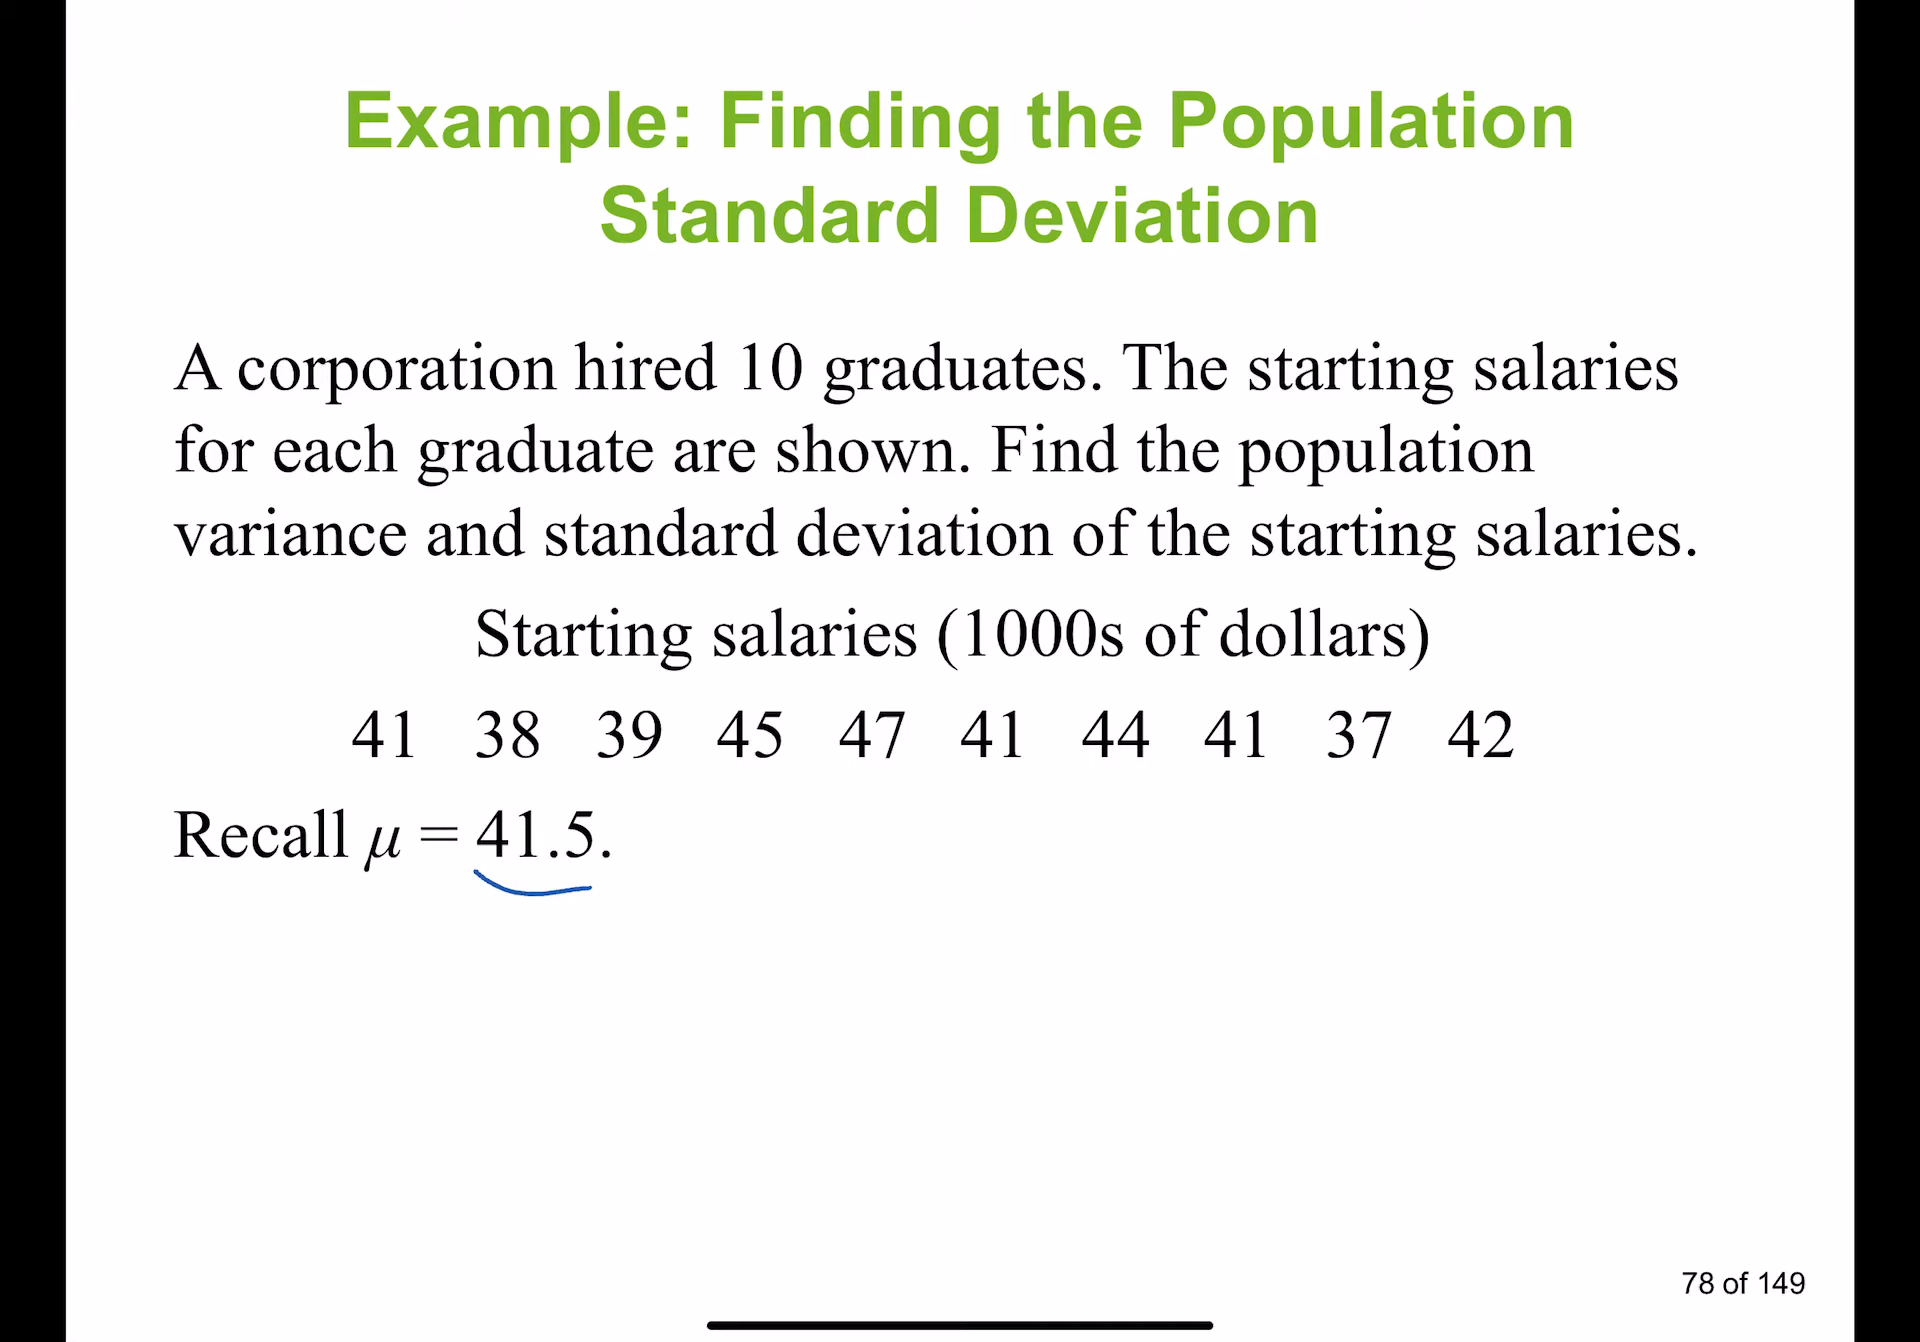 Example: Finding the Population
Standard Deviation
A corporation hired 10 graduates. The starting salaries
for each graduate are shown. Find the population
variance and standard deviation of the starting salaries.
Starting salaries (1000s of dollars)
41 38 39 45 47 41 44 41 37 42
Recall μ = 41.5.
78 of 149